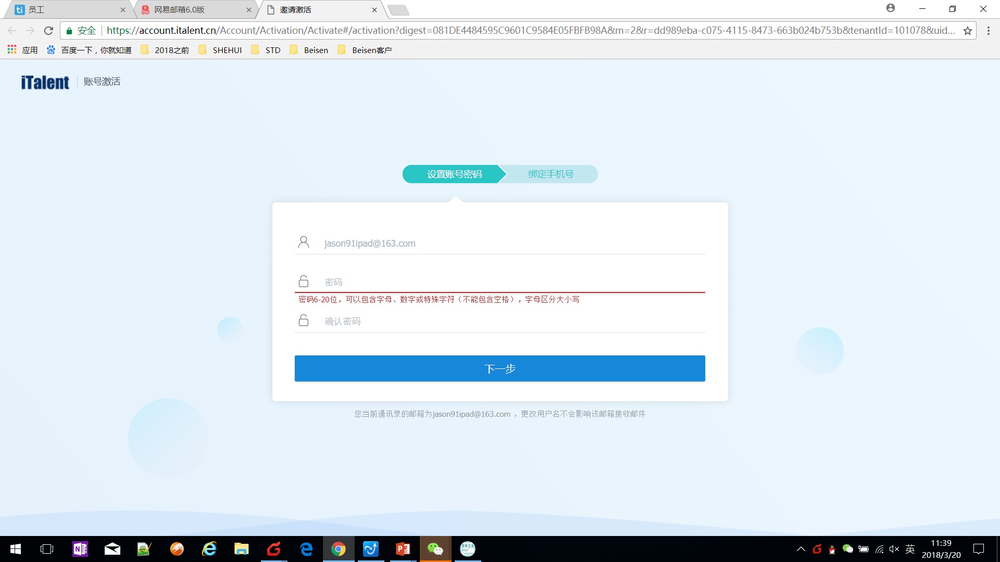 员工
网易邮箱6.0版
邀请激活
安全
https://account.italent.cn/Account/Activation/Activate#/activation?digest=081DE4484595C9601C9584E05FBFB98A&m=2&r=dd989eba-c075-4115-8473-663b024b753b&tenantId=101078&uid...
应用
百度一下，你就知道
2018之前
SHEHUI
STD
Beisen
Beisen客户
iTalent
账号激活
设置账号密码
绑定手机号
jason91ipad@163.com
密码
密码6-20位，可以包含字母、数字或特殊字符（不能包含空格），字母区分大小写
确认密码
下一步
您当前通讯录的邮箱为jason91ipad@163.com ，更改用户名不会影响该邮箱接收邮件
英
11:39
2018/3/20